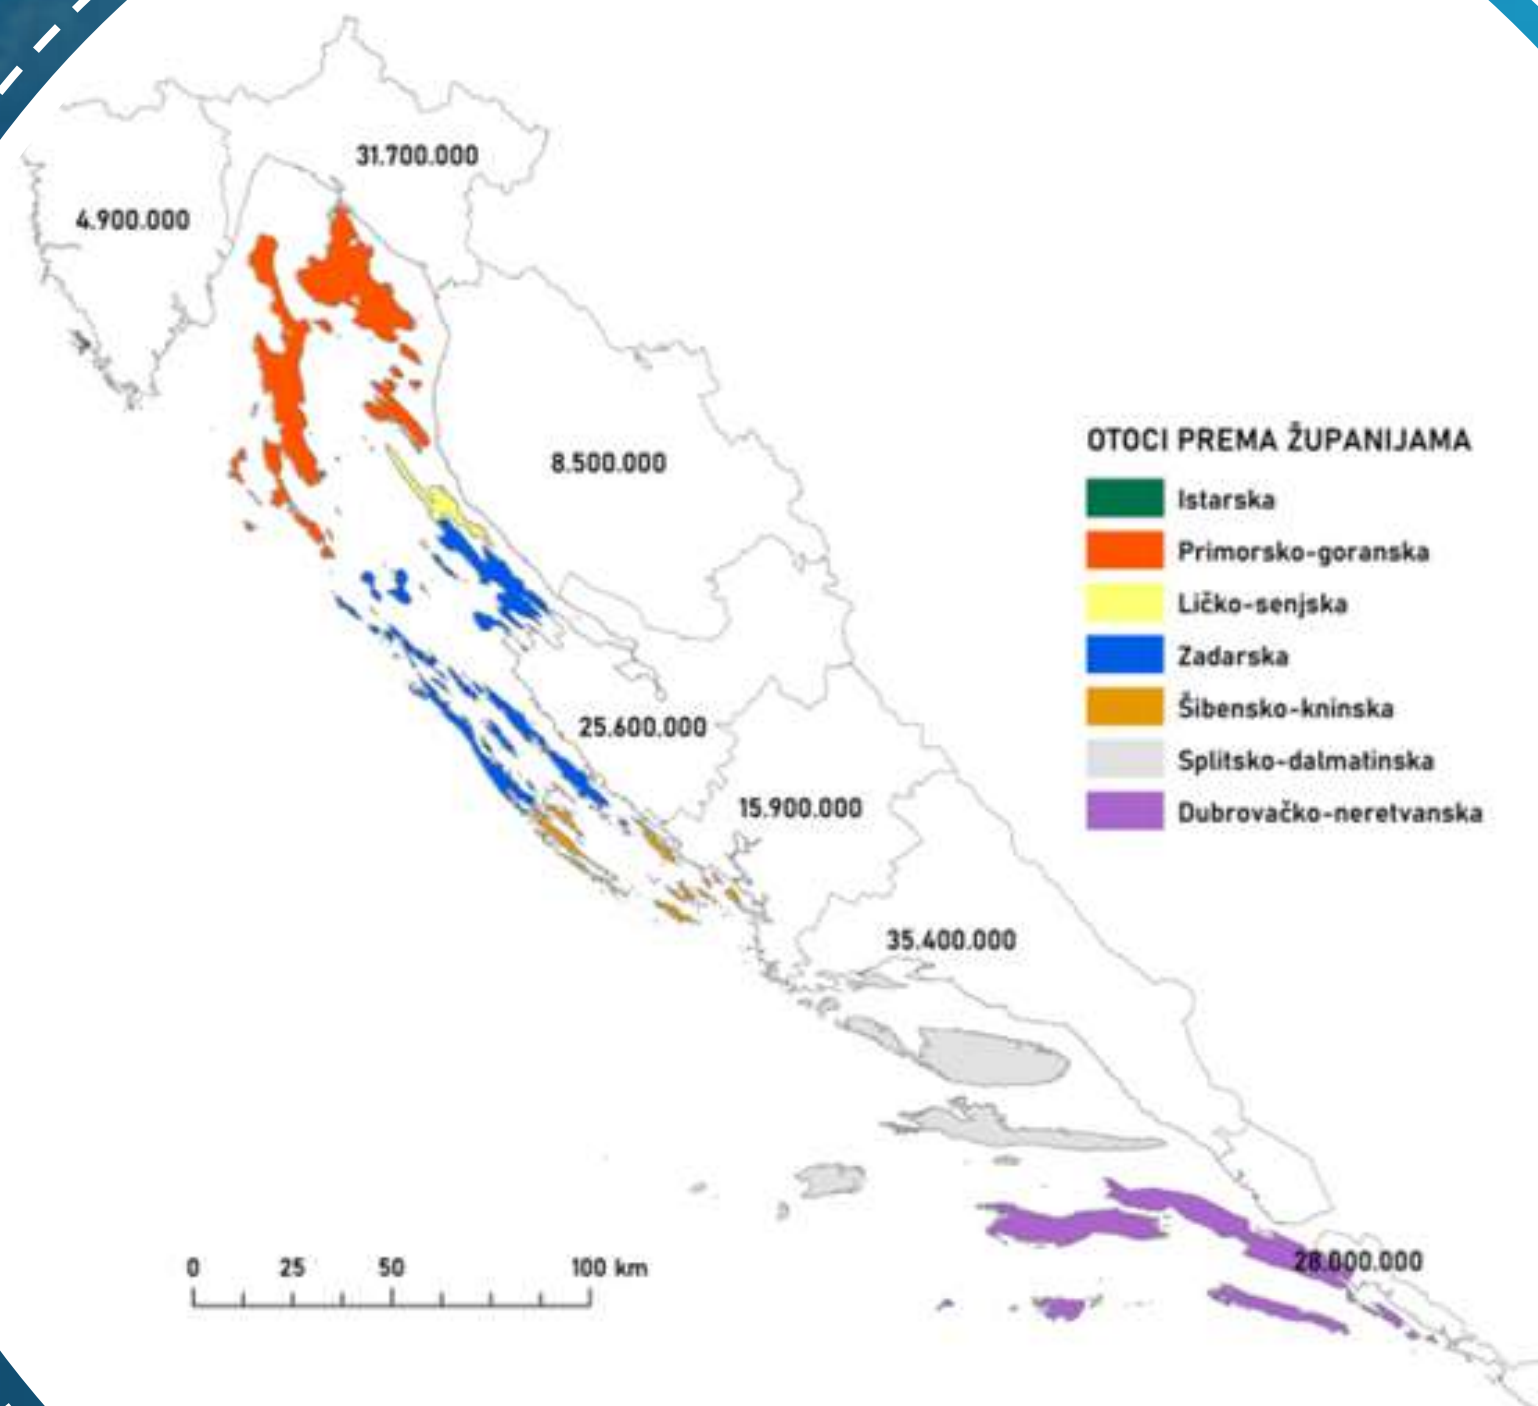 31.700.000
4.900.000
8.500.000
OTOCI PREMA ŽUPANIJAMA
Istarska
Primorsko-goranska
Ličko-senjska
Zadarska
Šibensko-kninska
Splitsko-dalmatinska
Dubrovačko-neretvanska
25.600.000
15.900.000
35.400.000
28.000.000
0 25 50 100 km